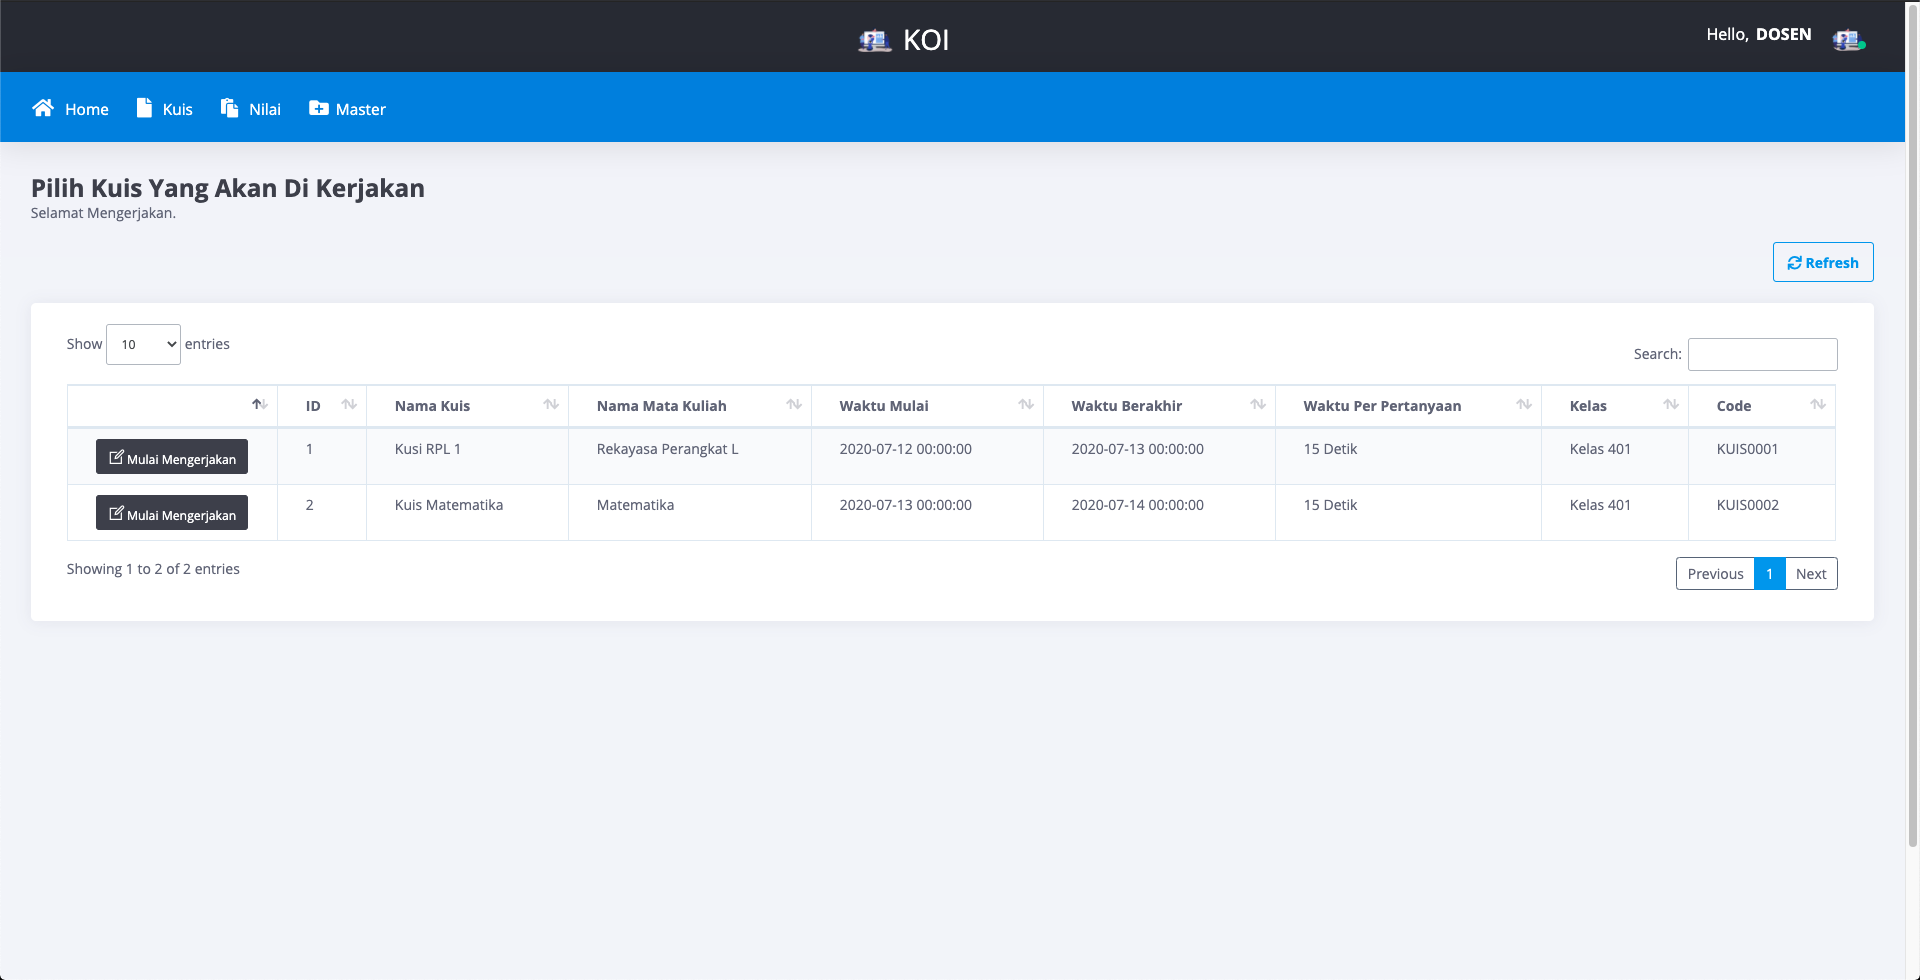 KOI
Hello, DOSEN
Home Kuis Nilai Master
Pilih Kuis Yang Akan Di Kerjakan
Selamat Mengerjakan.
Refresh
Show 10 entries
Search:
ID Nama Kuis Nama Mata Kuliah Waktu Mulai Waktu Berakhir Waktu Per Pertanyaan Kelas Code
Mulai Mengerjakan 1 Kusi RPL 1 Rekayasa Perangkat L 2020-07-12 00:00:00 2020-07-13 00:00:00 15 Detik Kelas 401 KUIS0001
Mulai Mengerjakan 2 Kuis Matematika Matematika 2020-07-13 00:00:00 2020-07-14 00:00:00 15 Detik Kelas 401 KUIS0002
Showing 1 to 2 of 2 entries
Previous 1 Next